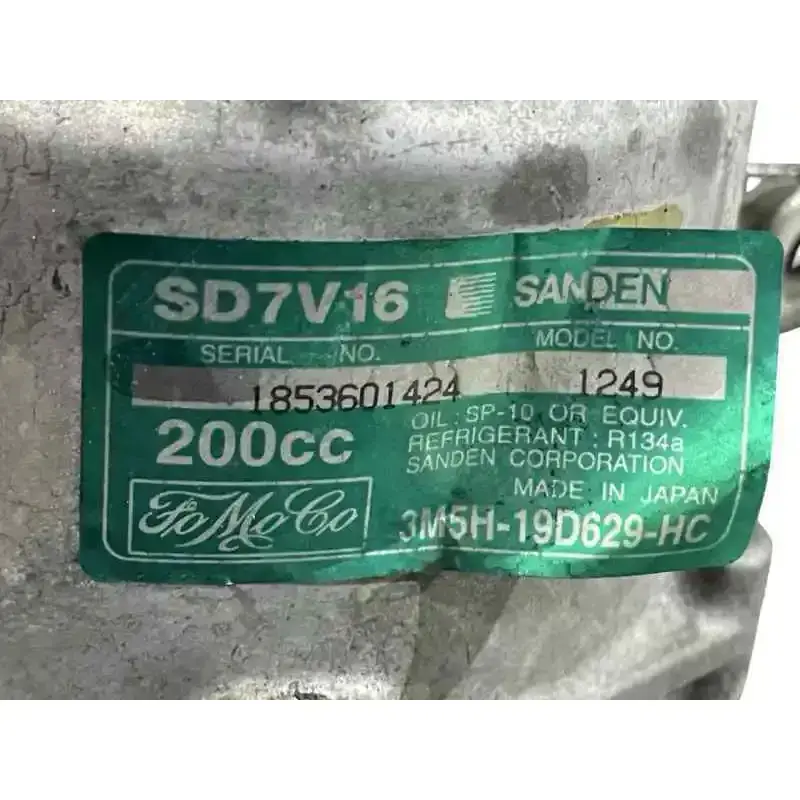 SD7V16 SANDEN
SERIAL NO. MODEL NO.
1853601424 1249
200cc
OIL : SP-10 OR EQUIV.
REFRIGERANT : R134a
SANDEN CORPORATION
MADE IN JAPAN
FoMoCo 3M5H-19D629-HC